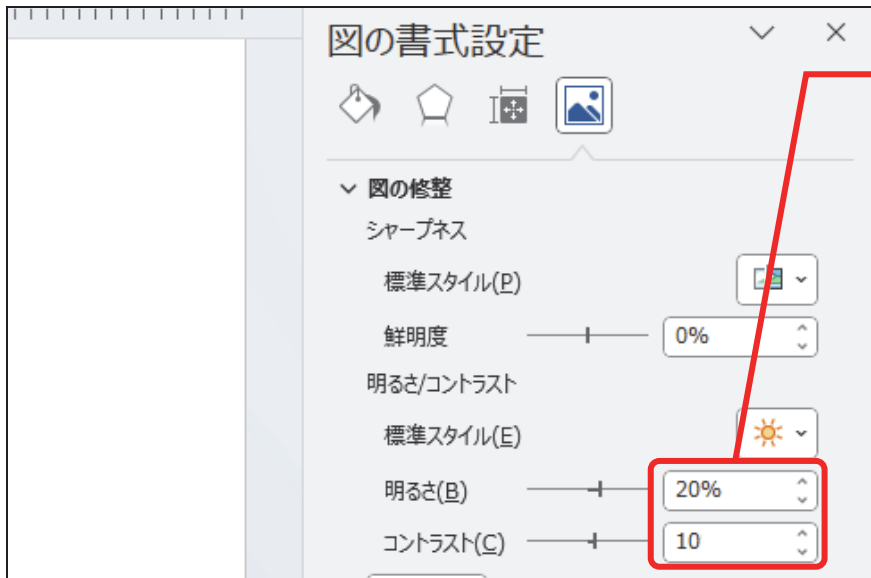 図の書式設定
図の修整
シャープネス
標準スタイル(P)
鮮明度 0%
明るさ/コントラスト
標準スタイル(E)
明るさ(B) 20%
コントラスト(C) 10